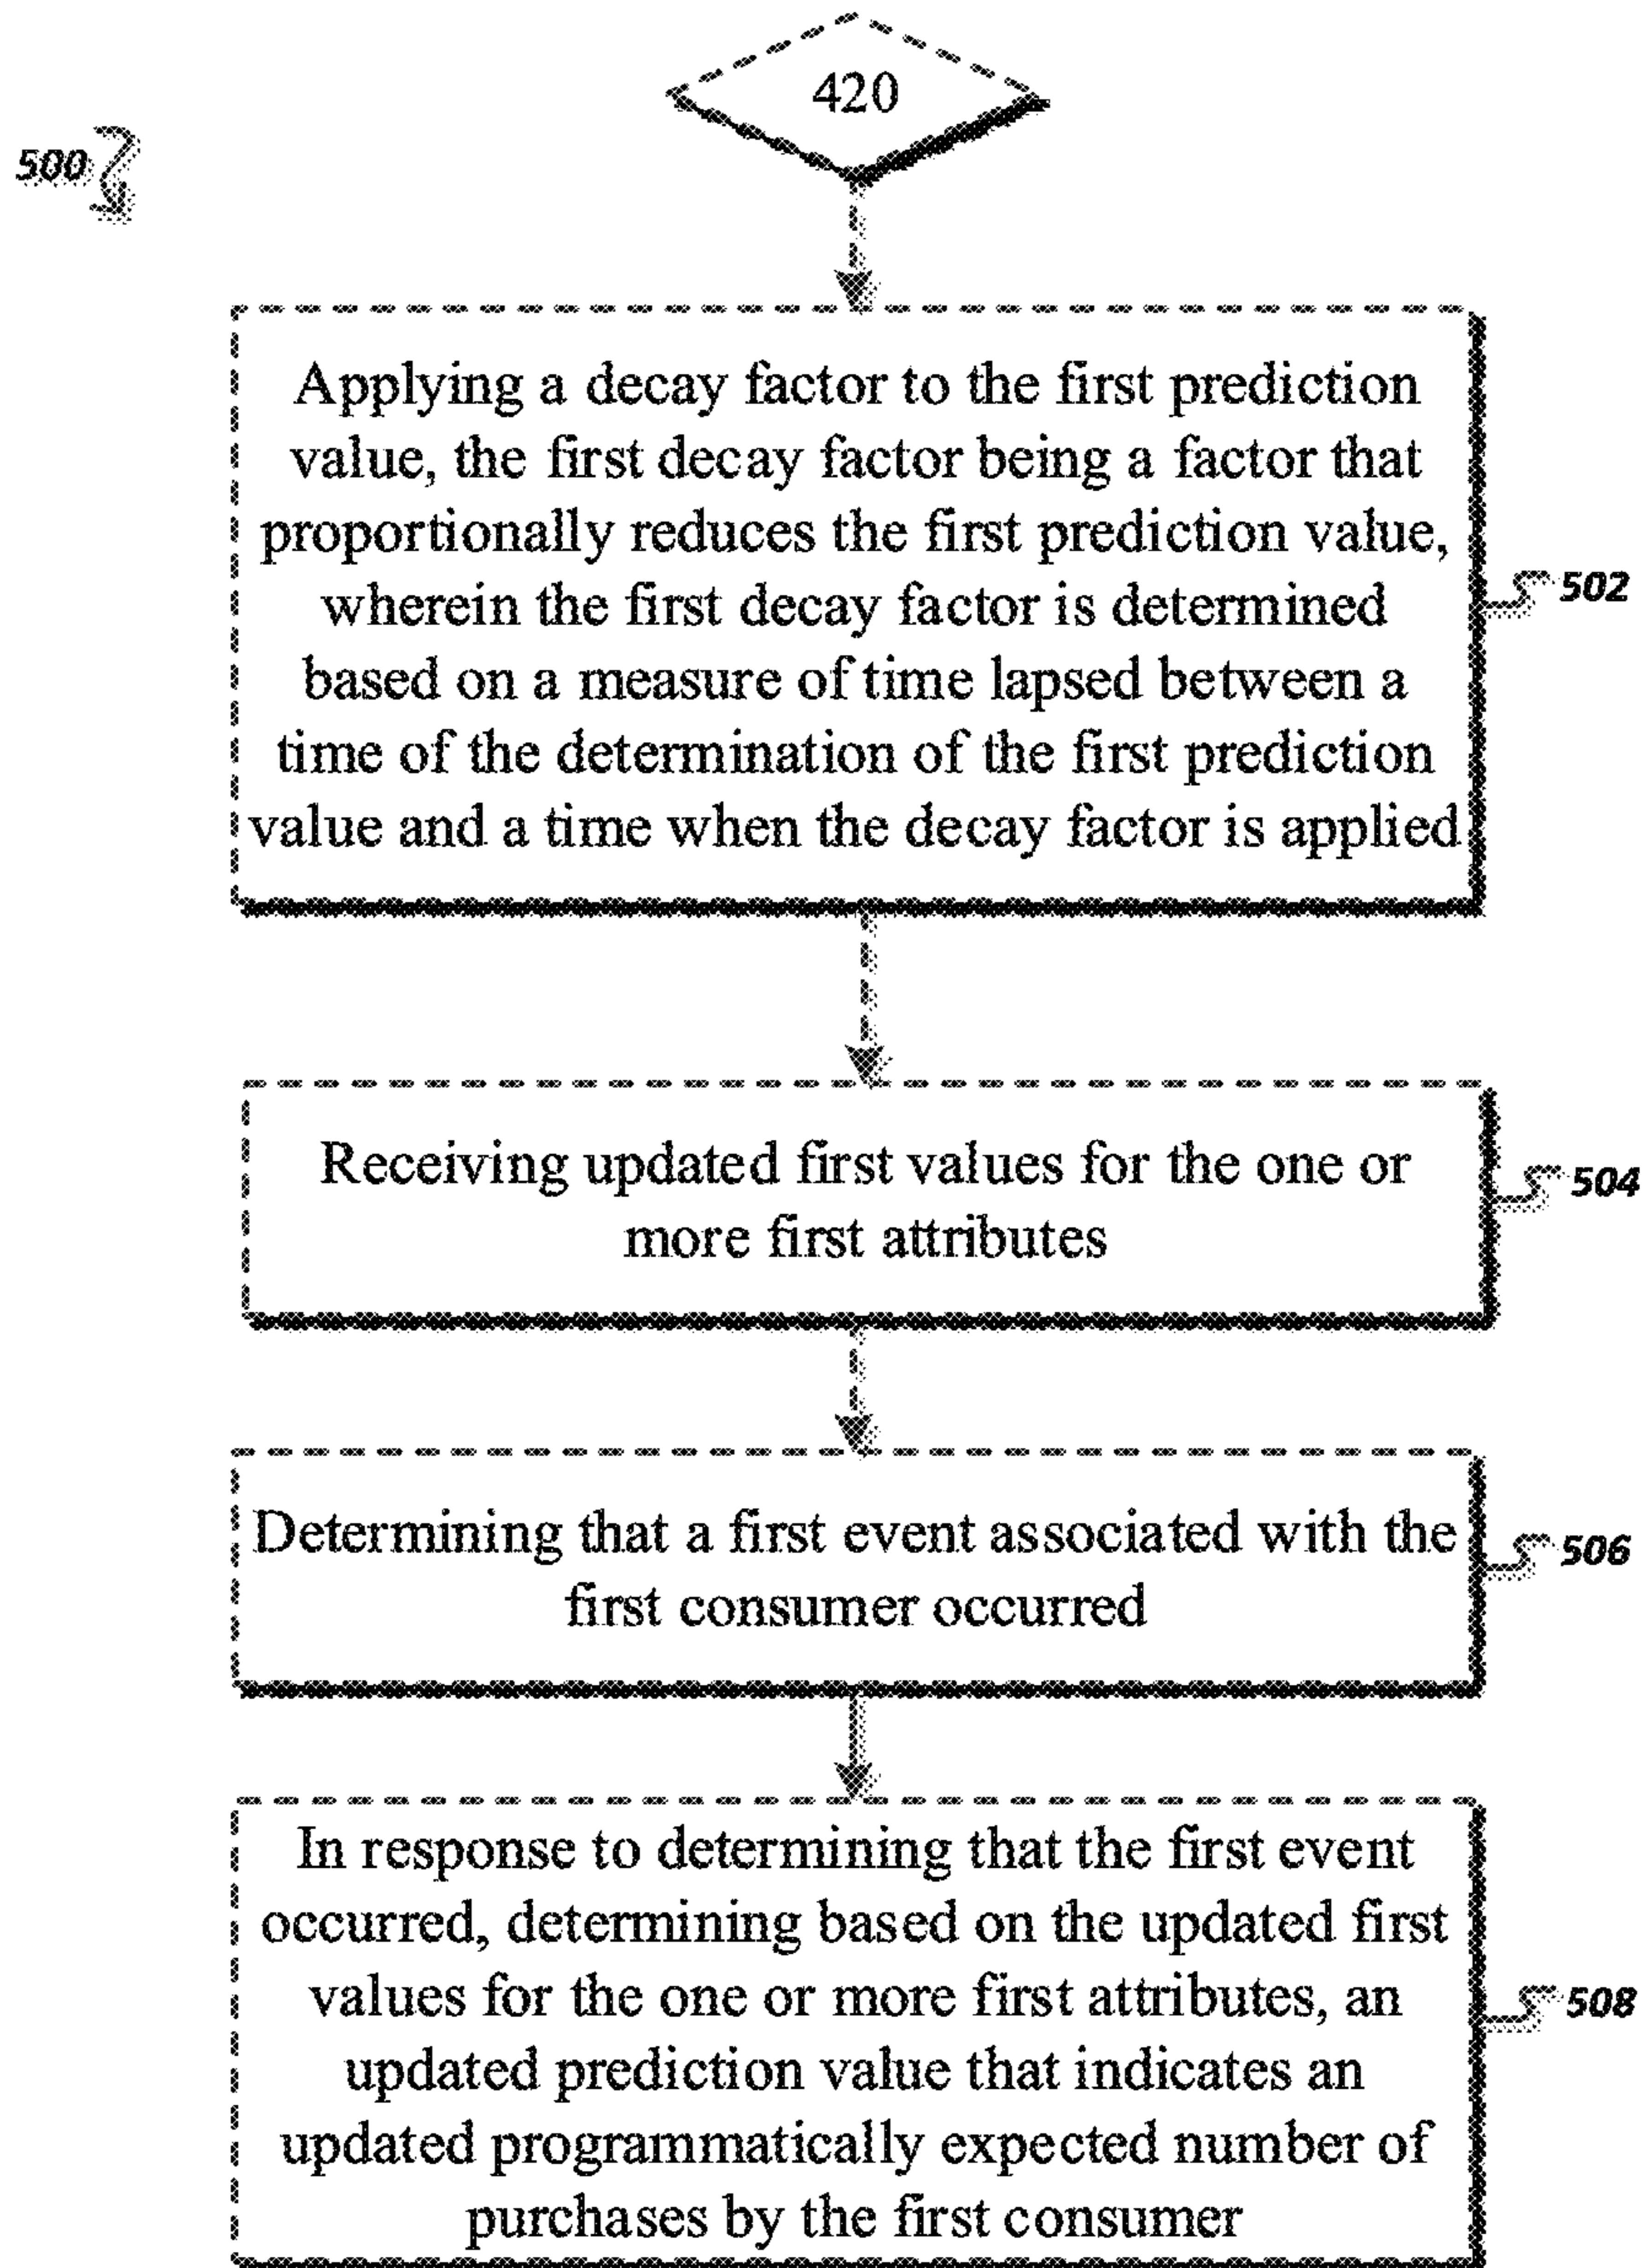 420
500
Applying a decay factor to the first prediction
value, the first decay factor being a factor that
proportionally reduces the first prediction value,
wherein the first decay factor is determined
based on a measure of time lapsed between a
time of the determination of the first prediction
value and a time when the decay factor is applied
502
Receiving updated first values for the one or
more first attributes
504
Determining that a first event associated with the
first consumer occurred
506
In response to determining that the first event
occurred, determining based on the updated first
values for the one or more first attributes, an
updated prediction value that indicates an
updated programmatically expected number of
purchases by the first consumer
508